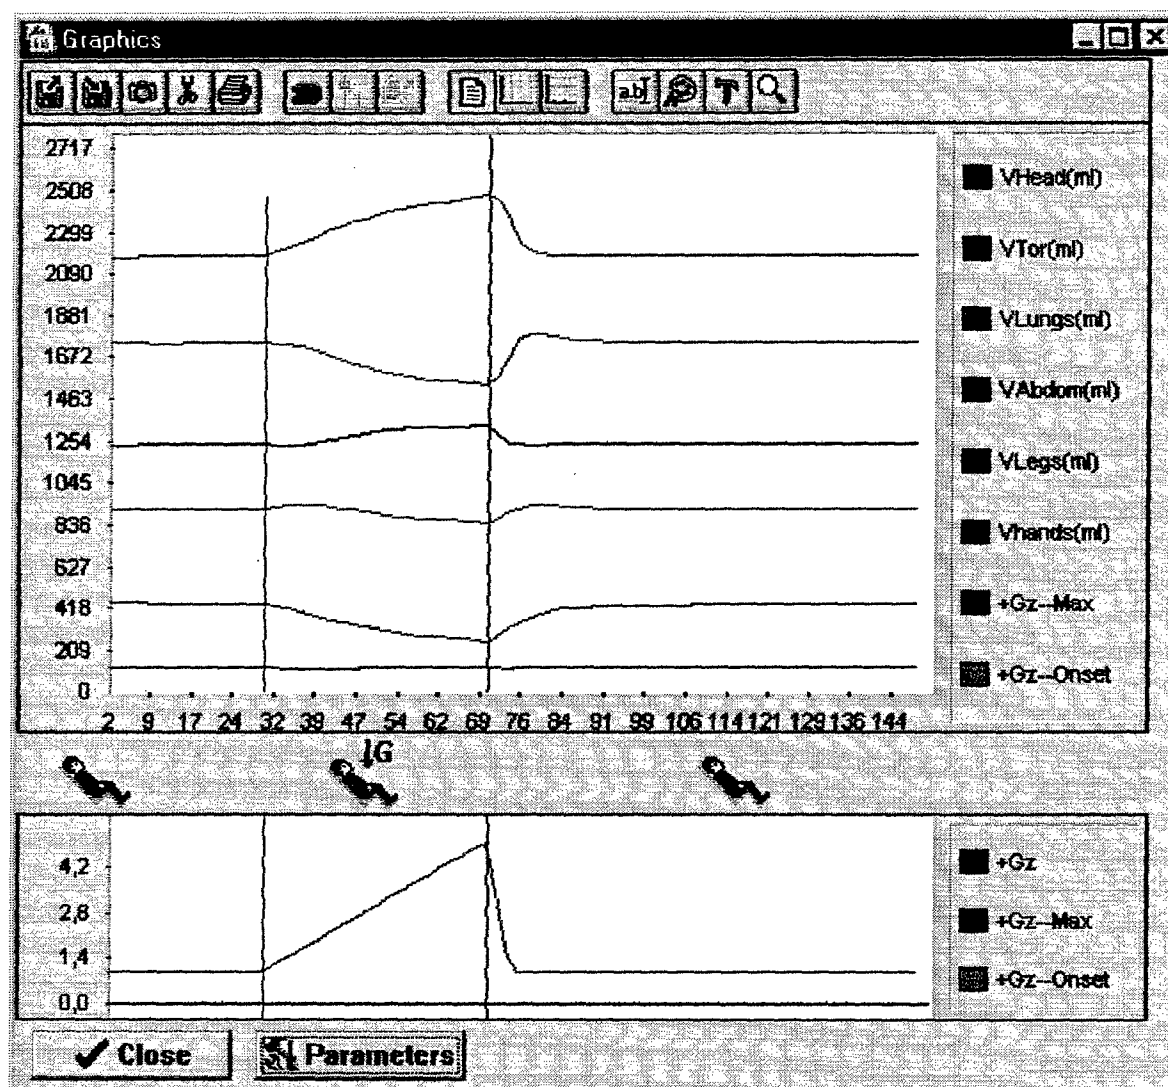 Graphics
2717
2508
2299
2090
1881
1672
1463
1254
1045
836
627
418
209
0
2 9 17 24 32 39 47 54 62 69 76 84 91 99 106 114 121 129 136 144
VHead(ml)
VTor(ml)
VLungs(ml)
VAbdom(ml)
VLegs(ml)
Vhands(ml)
+Gz--Max
+Gz--Onset
G
4,2
2,8
1,4
0,0
+Gz
+Gz--Max
+Gz--Onset
Close Parameters